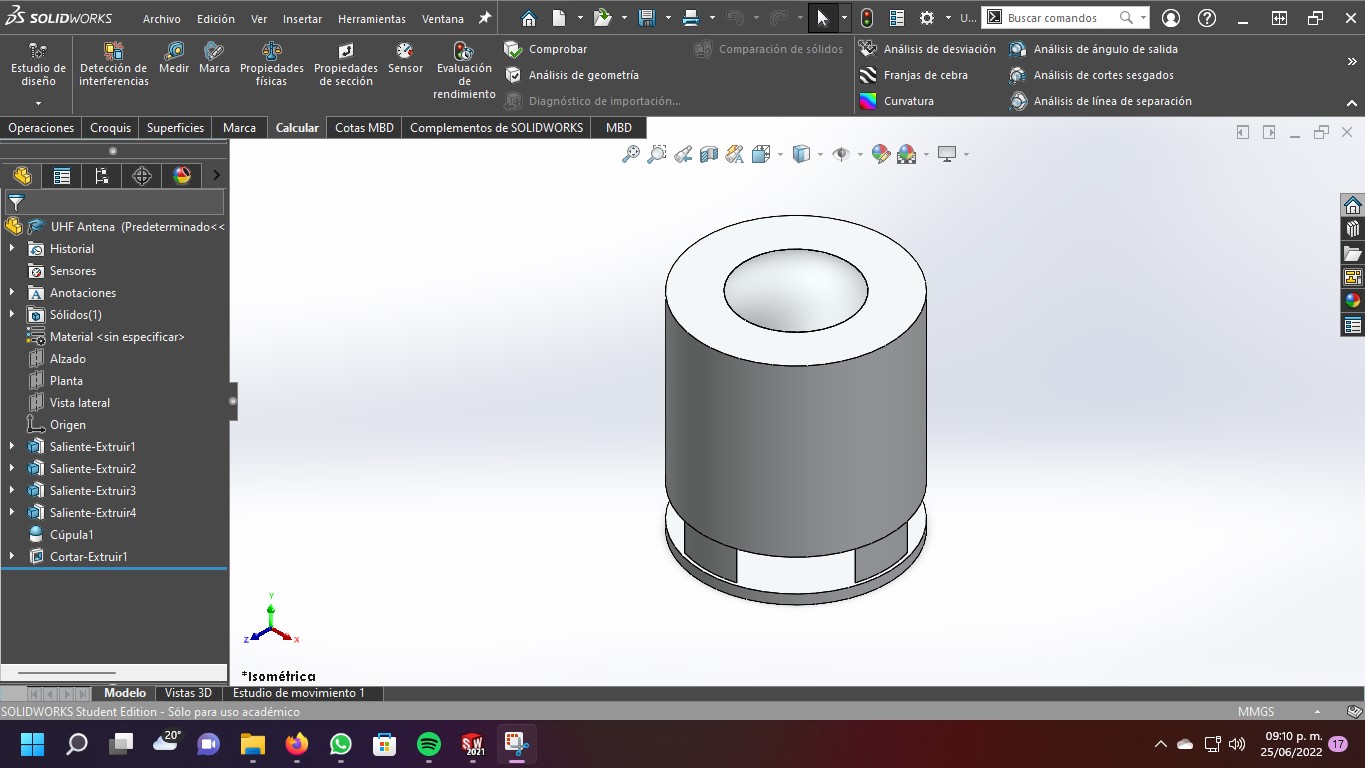 SOLIDWORKS Archivo Edición Ver Insertar Herramientas Ventana U... Buscar comandos
Estudio de diseño
Detección de interferencias
Medir
Marca
Propiedades físicas
Propiedades de sección
Sensor
Evaluación de rendimiento
Comprobar
Análisis de geometría
Diagnóstico de importación...
Comparación de sólidos
Análisis de desviación
Franjas de cebra
Curvatura
Análisis de ángulo de salida
Análisis de cortes sesgados
Análisis de línea de separación
Operaciones Croquis Superficies Marca Calcular Cotas MBD Complementos de SOLIDWORKS MBD
UHF Antena (Predeterminado<<
Historial
Sensores
Anotaciones
Sólidos(1)
Material <sin especificar>
Alzado
Planta
Vista lateral
Origen
Saliente-Extruir1
Saliente-Extruir2
Saliente-Extruir3
Saliente-Extruir4
Cúpula1
Cortar-Extruir1
Y
Z
X
*Isométrica
Modelo Vistas 3D Estudio de movimiento 1
SOLIDWORKS Student Edition - Sólo para uso académico MMGS
20°
SW
2021
09:10 p. m.
25/06/2022
17